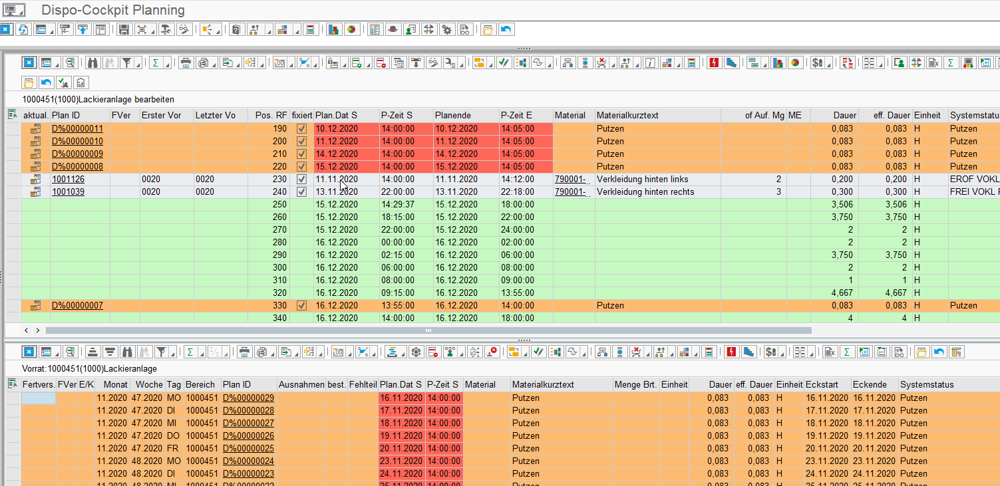 Dispo-Cockpit Planning
1000451(1000)Lackieranlage bearbeiten
aktual. Plan ID FVer Erster Vor Letzter Vo Pos. RF fixiert Plan.Dat S P-Zeit S Planende P-Zeit E Material Materialkurztext of Auf. Mg ME Dauer eff. Dauer Einheit Systemstatu
D%00000011 190 10.12.2020 14:00:00 10.12.2020 14:05:00 Putzen 0,083 0,083 H Putzen
D%00000010 200 11.12.2020 14:00:00 11.12.2020 14:05:00 Putzen 0,083 0,083 H Putzen
D%00000009 210 14.12.2020 14:00:00 14.12.2020 14:05:00 Putzen 0,083 0,083 H Putzen
D%00000008 220 15.12.2020 14:00:00 15.12.2020 14:05:00 Putzen 0,083 0,083 H Putzen
1001126 0020 0020 230 11.11.2020 14:00:00 11.11.2020 14:12:00 790001-... Verkleidung hinten links 2 0,200 0,200 H EROF VOKL
1001039 0020 0020 240 13.11.2020 22:00:00 13.11.2020 22:18:00 790001-... Verkleidung hinten rechts 3 0,300 0,300 H FREI VOKL F
250 15.12.2020 14:29:37 15.12.2020 18:00:00 3,506 3,506 H
260 15.12.2020 18:15:00 15.12.2020 22:00:00 3,750 3,750 H
270 15.12.2020 22:00:00 15.12.2020 24:00:00 2 2 H
280 16.12.2020 00:00:00 16.12.2020 02:00:00 2 2 H
290 16.12.2020 02:15:00 16.12.2020 06:00:00 3,750 3,750 H
300 16.12.2020 06:00:00 16.12.2020 08:00:00 2 2 H
310 16.12.2020 08:00:00 16.12.2020 09:00:00 1 1 H
320 16.12.2020 09:15:00 16.12.2020 13:55:00 4,667 4,667 H
D%00000007 330 16.12.2020 13:55:00 16.12.2020 14:00:00 Putzen 0,083 0,083 H Putzen
340 16.12.2020 14:00:00 16.12.2020 18:00:00 4 4 H
Vorrat:1000451(1000)Lackieranlage
Fertvers. FVer E/K Monat Woche Tag Bereich Plan ID Ausnahmen best. Fehlteil Plan.Dat S P-Zeit S Material Materialkurztext Menge Brt. Einheit Dauer eff. Dauer Einheit Eckstart Eckende Systemstatus
11.2020 47.2020 MO 1000451 D%00000029 16.11.2020 14:00:00 Putzen 0,083 0,083 H 16.11.2020 16.11.2020 Putzen
11.2020 47.2020 DI 1000451 D%00000028 17.11.2020 14:00:00 Putzen 0,083 0,083 H 17.11.2020 17.11.2020 Putzen
11.2020 47.2020 MI 1000451 D%00000027 18.11.2020 14:00:00 Putzen 0,083 0,083 H 18.11.2020 18.11.2020 Putzen
11.2020 47.2020 DO 1000451 D%00000026 19.11.2020 14:00:00 Putzen 0,083 0,083 H 19.11.2020 19.11.2020 Putzen
11.2020 47.2020 FR 1000451 D%00000025 20.11.2020 14:00:00 Putzen 0,083 0,083 H 20.11.2020 20.11.2020 Putzen
11.2020 48.2020 MO 1000451 D%00000024 23.11.2020 14:00:00 Putzen 0,083 0,083 H 23.11.2020 23.11.2020 Putzen
11.2020 48.2020 DI 1000451 D%00000023 24.11.2020 14:00:00 Putzen 0,083 0,083 H 24.11.2020 24.11.2020 Putzen